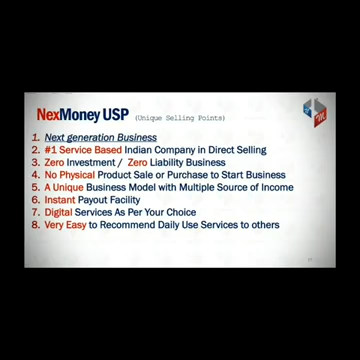 NexMoney USP (Unique Selling Points)
1. Next generation Business
2. #1 Service Based Indian Company in Direct Selling
3. Zero Investment / Zero Liability Business
4. No Physical Product Sale or Purchase to Start Business
5. A Unique Business Model with Multiple Source of Income
6. Instant Payout Facility
7. Digital Services As Per Your Choice
8. Very Easy to Recommend Daily Use Services to others